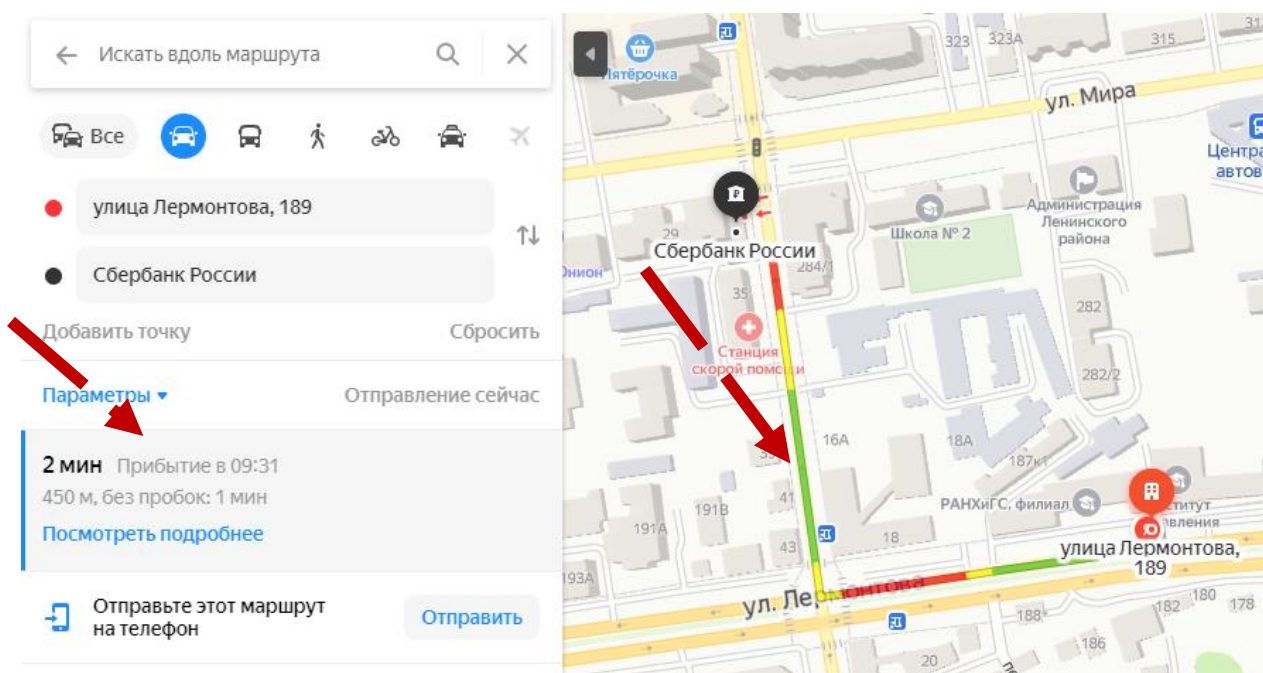 Искать вдоль маршрута
Все
улица Лермонтова, 189
Сбербанк России
Добавить точку
Сбросить
Параметры
Отправление сейчас
2 мин Прибытие в 09:31
450 м, без пробок: 1 мин
Посмотреть подробнее
Отправьте этот маршрут
на телефон
Отправить
Пятёрочка
323
323А
315
ул. Мира
Администрация
Ленинского
района
Школа № 2
29
Сбербанк России
284/1
35
Станция
скорой помощи
282
282/2
16А
18А
187к1
41
191В
191А
43
18
РАНХиГС, филиал
улица Лермонтова,
189
193А
ул. Лермонтова
188
182
180
178
186
20